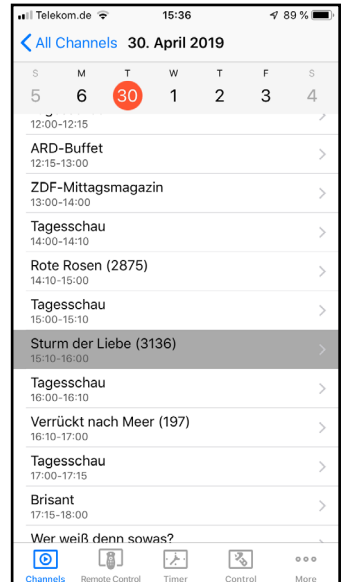 Telekom.de 15:36 89 %
All Channels 30. April 2019
S M T W T F S
5 6 30 1 2 3 4
12:00-12:15
ARD-Buffet
12:15-13:00
ZDF-Mittagsmagazin
13:00-14:00
Tagesschau
14:00-14:10
Rote Rosen (2875)
14:10-15:00
Tagesschau
15:00-15:10
Sturm der Liebe (3136)
15:10-16:00
Tagesschau
16:00-16:10
Verrückt nach Meer (197)
16:10-17:00
Tagesschau
17:00-17:15
Brisant
17:15-18:00
Wer weiß denn sowas?
Channels Remote Control Timer Control More